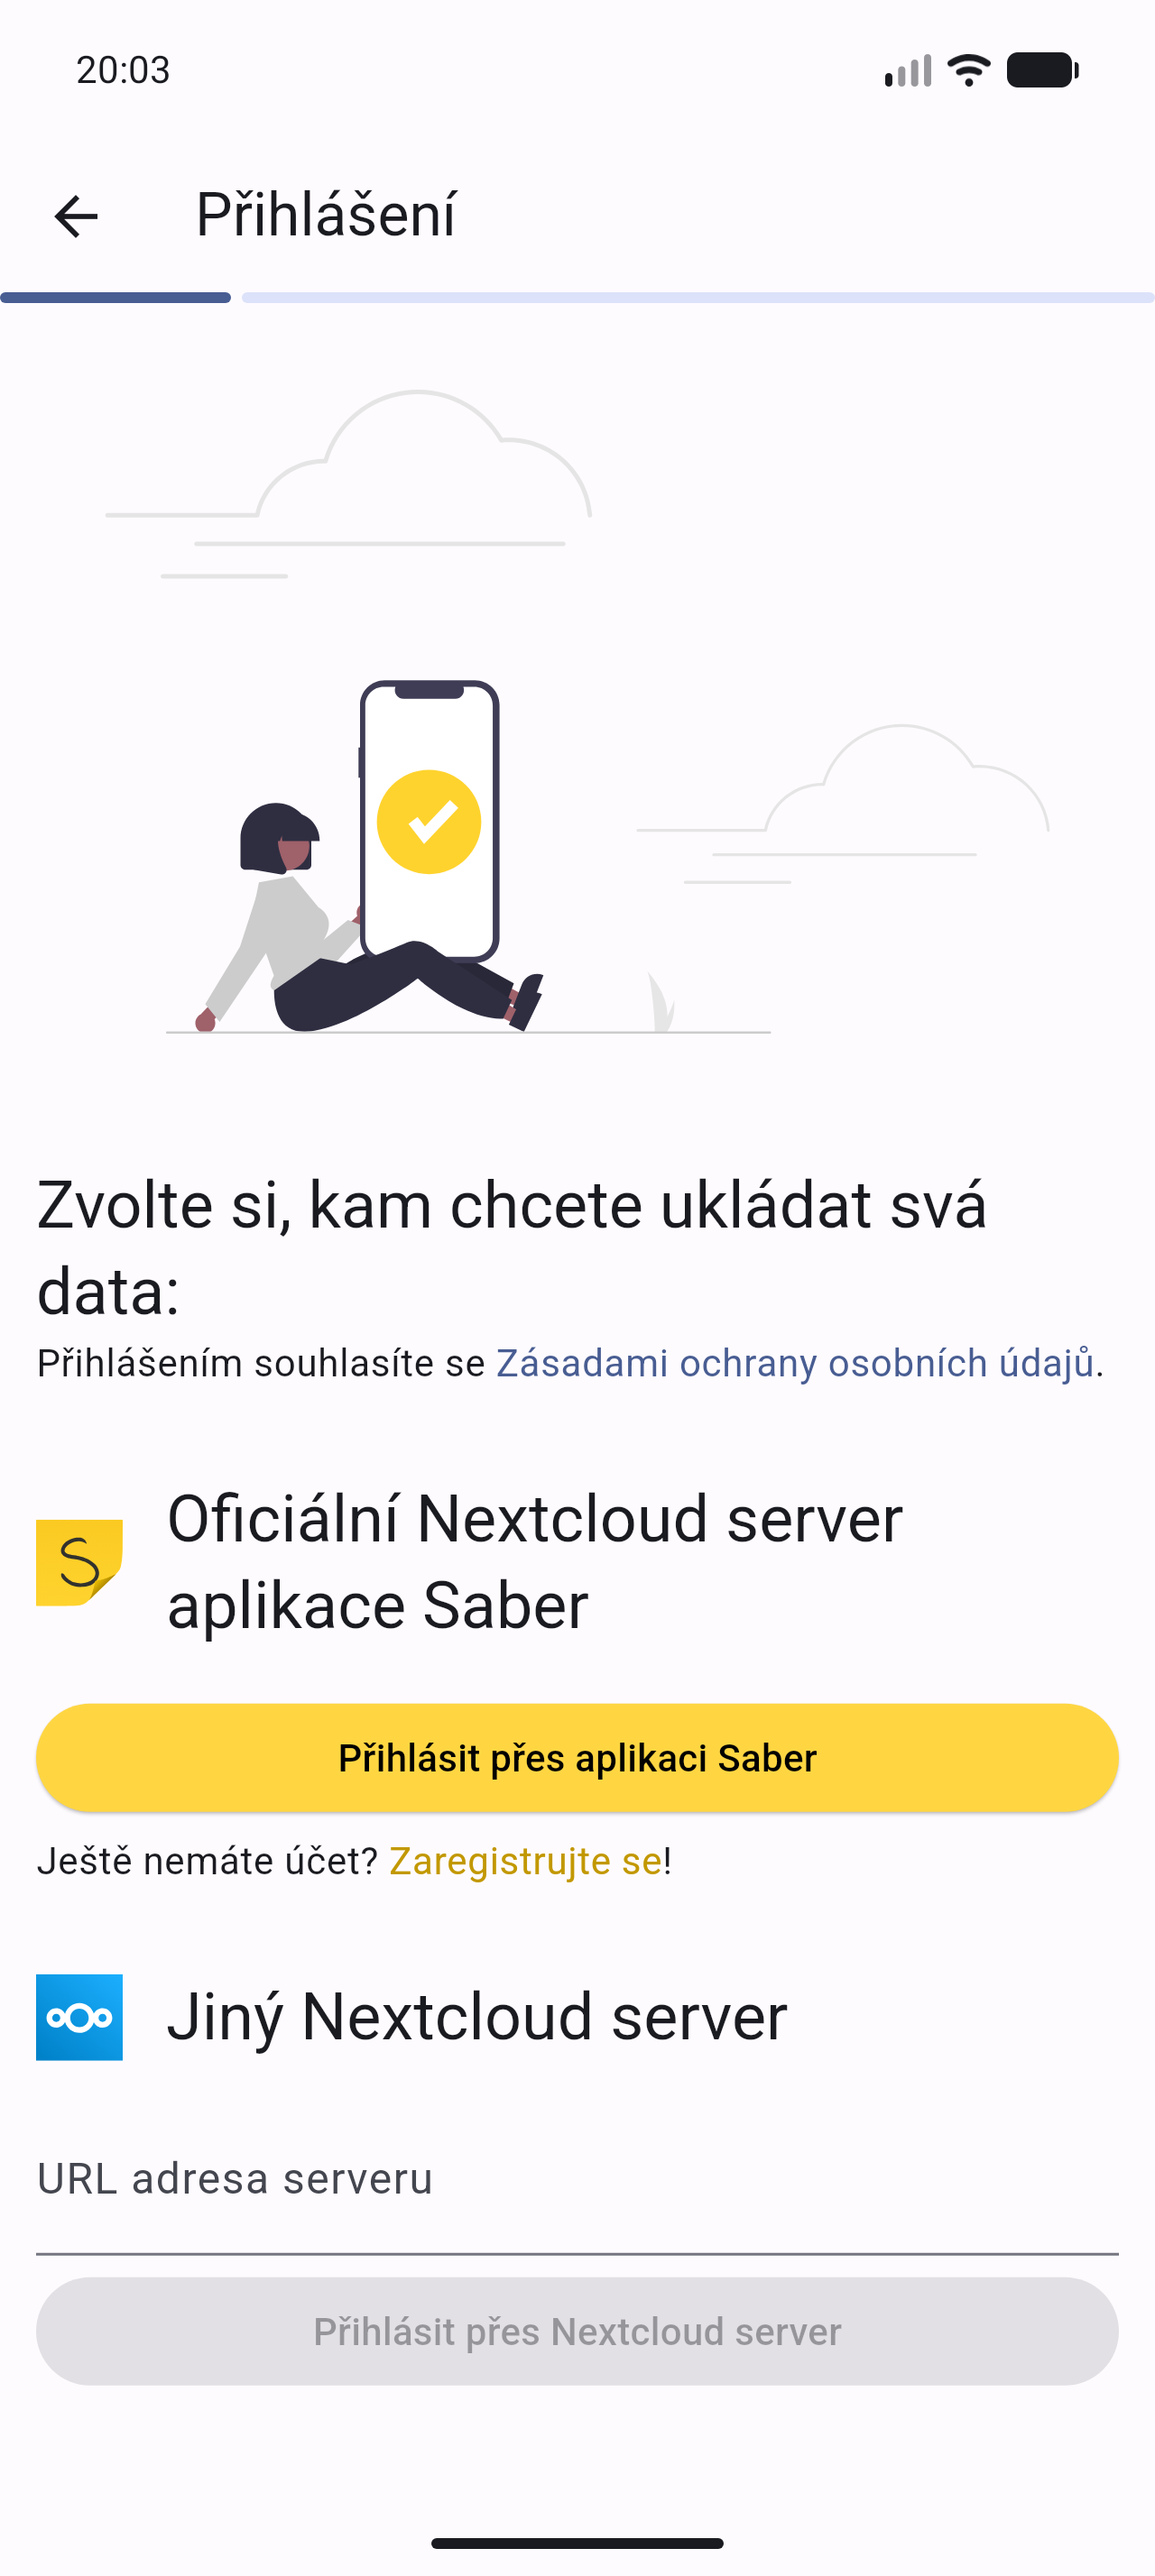 20:03
Přihlášení
Zvolte si, kam chcete ukládat svá
data:
Přihlášením souhlasíte se Zásadami ochrany osobních údajů.
S
Oficiální Nextcloud server
aplikace Saber
Přihlásit přes aplikaci Saber
Ještě nemáte účet? Zaregistrujte se!
Jiný Nextcloud server
URL adresa serveru
Přihlásit přes Nextcloud server